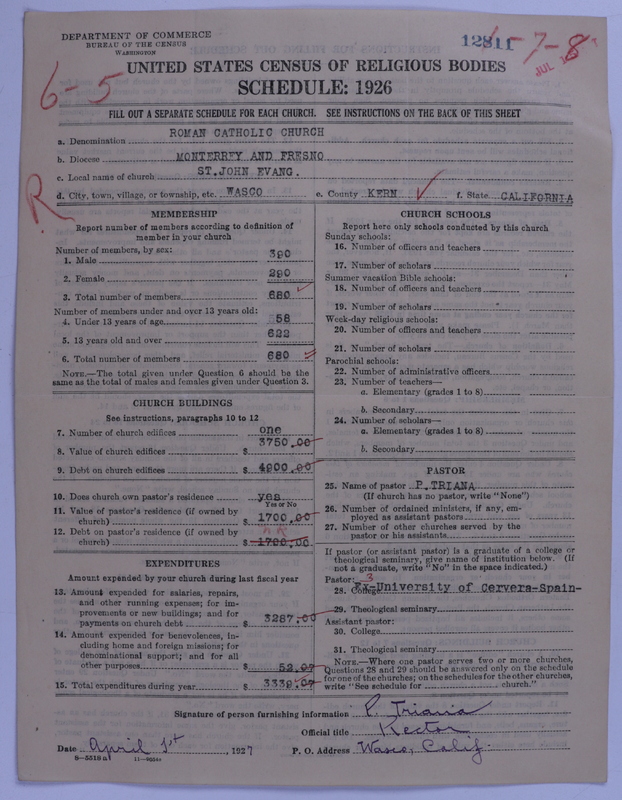 DEPARTMENT OF COMMERCE
BUREAU OF THE CENSUS
WASHINGTON
12811
6-7-8
JUL
UNITED STATES CENSUS OF RELIGIOUS BODIES
SCHEDULE: 1926
6-5
FILL OUT A SEPARATE SCHEDULE FOR EACH CHURCH. SEE INSTRUCTIONS ON THE BACK OF THIS SHEET
a. Denomination ROMAN CATHOLIC CHURCH
b. Diocese MONTERREY AND FRESNO
c. Local name of church ST.JOHN EVANG.
d. City, town, village, or township, etc. WASCO e. County KERN f. State CALIFORNIA
R
MEMBERSHIP
Report number of members according to definition of
member in your church
Number of members, by sex:
1. Male 390
2. Female 290
3. Total number of members 680
Number of members under and over 13 years old:
4. Under 13 years of age 58
5. 13 years old and over 622
6. Total number of members 680
NOTE.—The total given under Question 6 should be the
same as the total of males and females given under Question 3.
CHURCH BUILDINGS
See instructions, paragraphs 10 to 12
7. Number of church edifices one
8. Value of church edifices $ 3750.00
9. Debt on church edifices $ 4000.00
10. Does church own pastor's residence yes
Yes or No
11. Value of pastor's residence (if owned by
church) $ 1700.00
12. Debt on pastor's residence (if owned by
church) $ 1700.00
EXPENDITURES
Amount expended by your church during last fiscal year
13. Amount expended for salaries, repairs,
and other running expenses; for im-
provements or new buildings; and for
payments on church debt $ 3287.00
14. Amount expended for benevolences, in-
cluding home and foreign missions; for
denominational support; and for all
other purposes $ 52.00
15. Total expenditures during year $ 3339.00
CHURCH SCHOOLS
Report here only schools conducted by this church
Sunday schools:
16. Number of officers and teachers
17. Number of scholars
Summer vacation Bible schools:
18. Number of officers and teachers
19. Number of scholars
Week-day religious schools:
20. Number of officers and teachers
21. Number of scholars
Parochial schools:
22. Number of administrative officers
23. Number of teachers—
a. Elementary (grades 1 to 8)
b. Secondary
24. Number of scholars—
a. Elementary (grades 1 to 8)
b. Secondary
PASTOR
25. Name of pastor P. TRIANA
(If church has no pastor, write "None")
26. Number of ordained ministers, if any, em-
ployed as assistant pastors
27. Number of other churches served by the
pastor or his assistants
If pastor (or assistant pastor) is a graduate of a college or
theological seminary, give name of institution below. (If
not a graduate, write "No" in the space indicated.)
Pastor: 3
28. College Ex-University of Cervera-Spain-
29. Theological seminary
Assistant pastor:
30. College
31. Theological seminary
NOTE.—Where one pastor serves two or more churches,
Questions 28 and 29 should be answered only on the schedule
for one of the churches; on the schedules for the other churches,
write "See schedule for church."
Signature of person furnishing information P. Triana
Official title Rector
Date April 1st, 1927 P. O. Address Wasco, Calif.
8-5518a